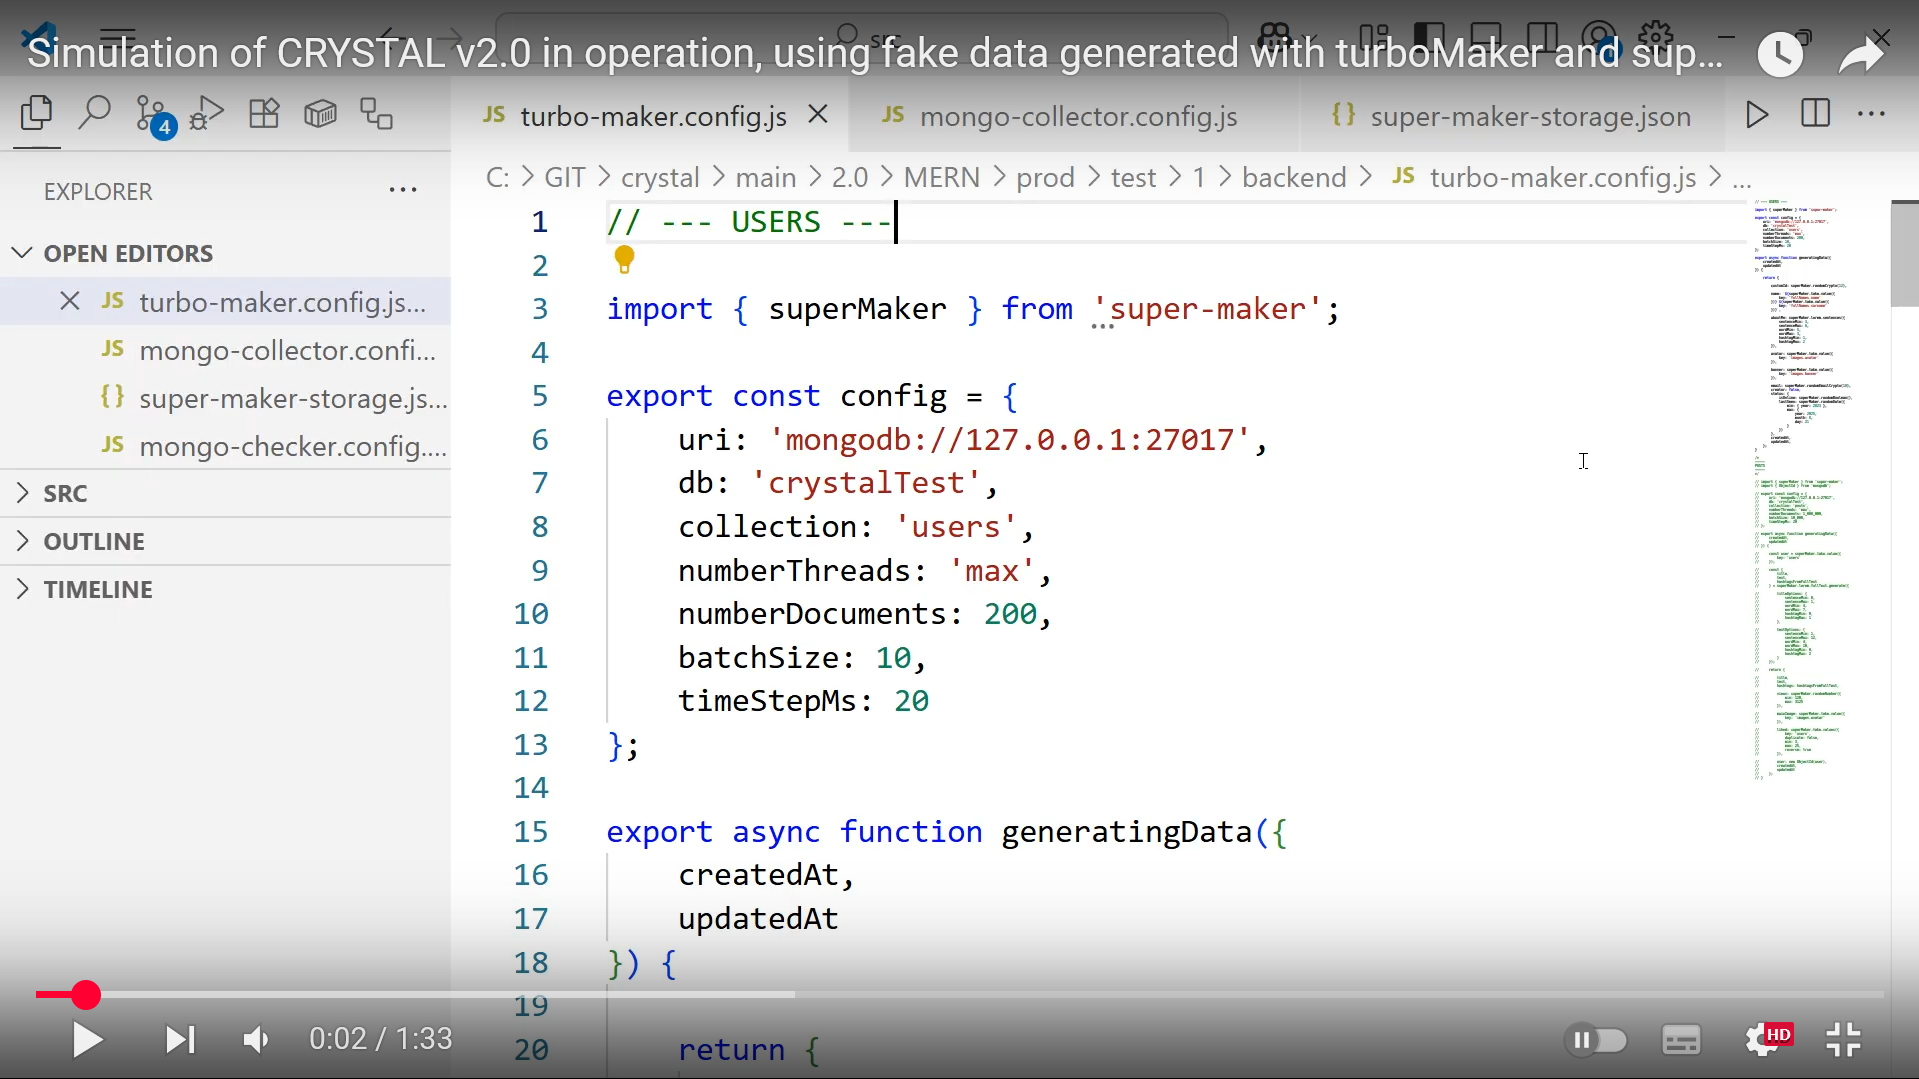 Simulation of CRYSTAL v2.0 in operation, using fake data generated with turboMaker and sup...
4
JS turbo-maker.config.js
JS mongo-collector.config.js
{} super-maker-storage.json
EXPLORER
C: > GIT > crystal > main > 2.0 > MERN > prod > test > 1 > backend > JS turbo-maker.config.js > ...
OPEN EDITORS
JS turbo-maker.config.js...
JS mongo-collector.confi...
{} super-maker-storage.js...
JS mongo-checker.config....
SRC
OUTLINE
TIMELINE
1 // --- USERS ---
2
3 import { superMaker } from 'super-maker';
4
5 export const config = {
6 uri: 'mongodb://127.0.0.1:27017',
7 db: 'crystalTest',
8 collection: 'users',
9 numberThreads: 'max',
10 numberDocuments: 200,
11 batchSize: 10,
12 timeStepMs: 20
13 };
14
15 export async function generatingData({
16 createdAt,
17 updatedAt
18 }) {
19
20 return {
0:02 / 1:33
HD